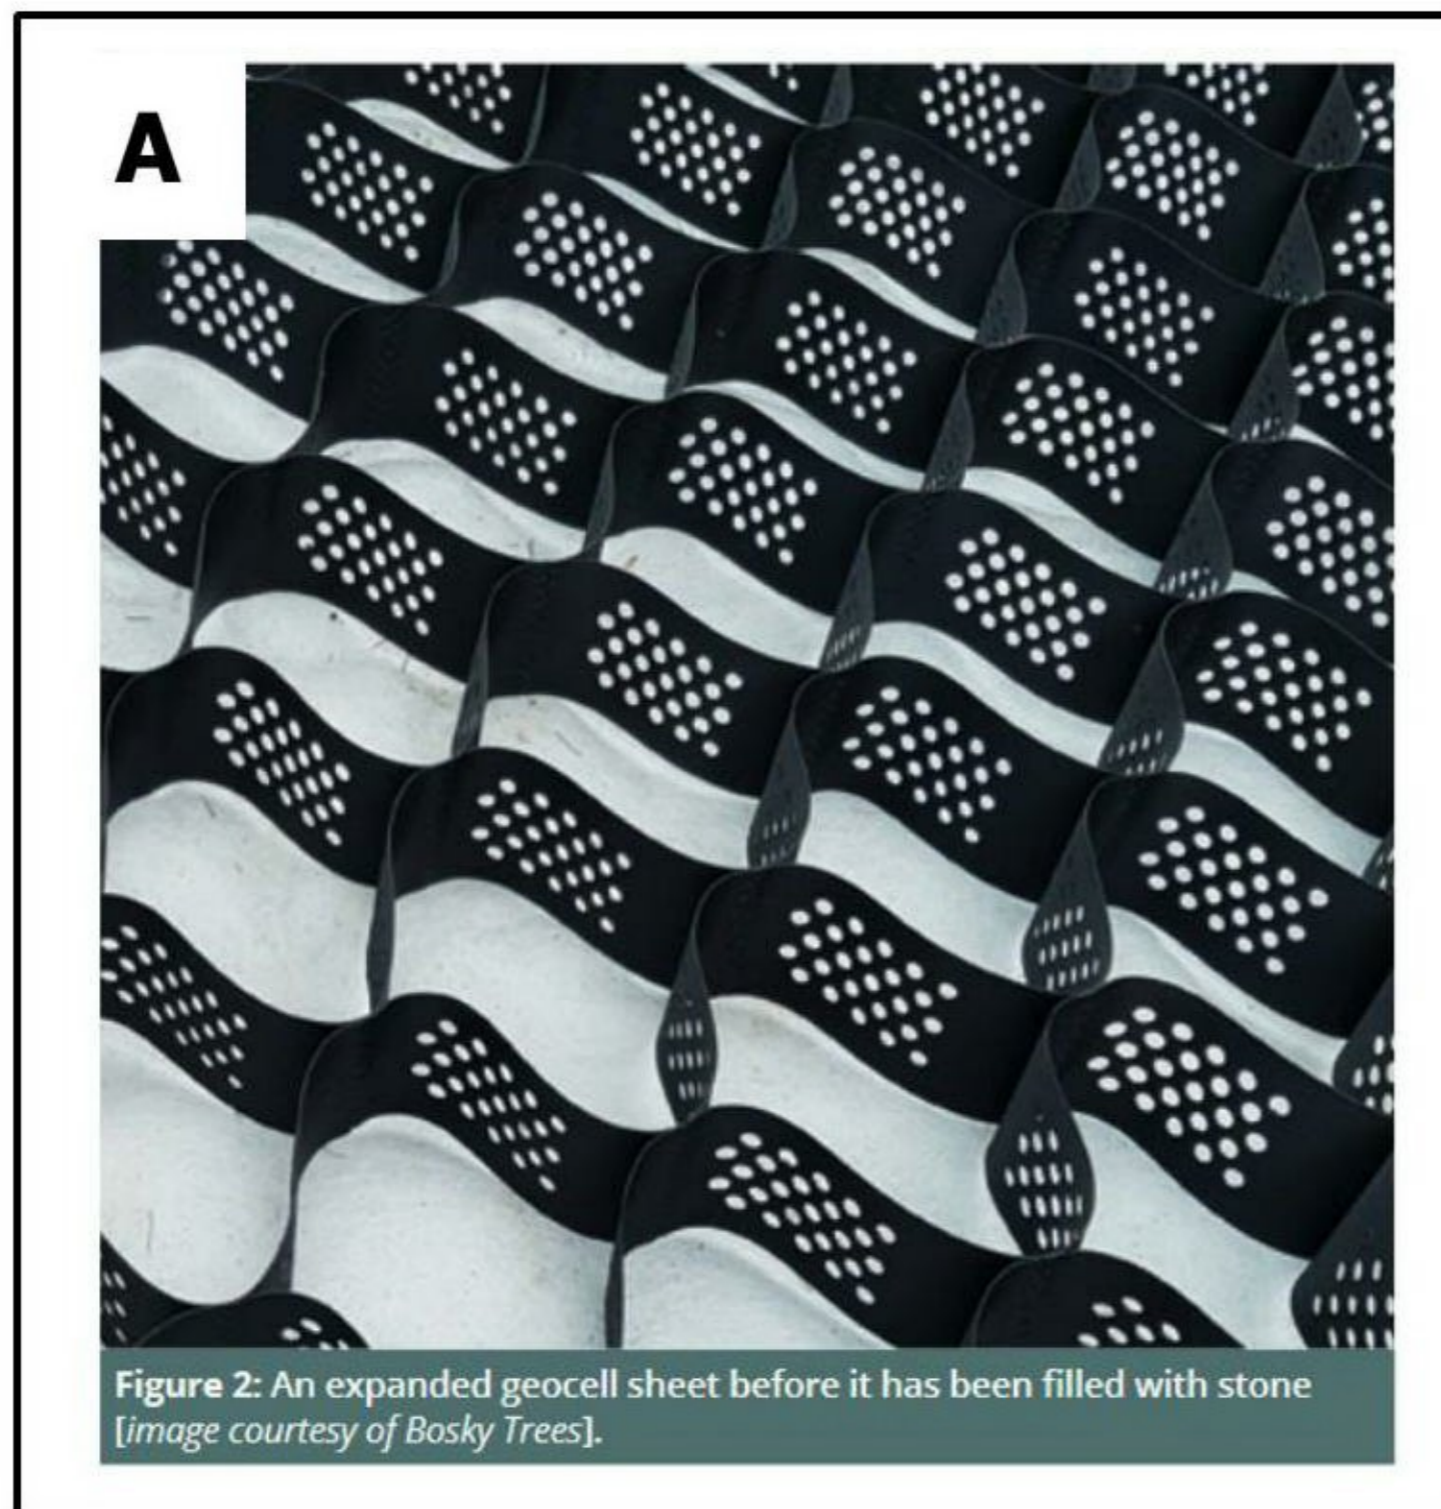 A
Figure 2: An expanded geocell sheet before it has been filled with stone
[image courtesy of Bosky Trees].